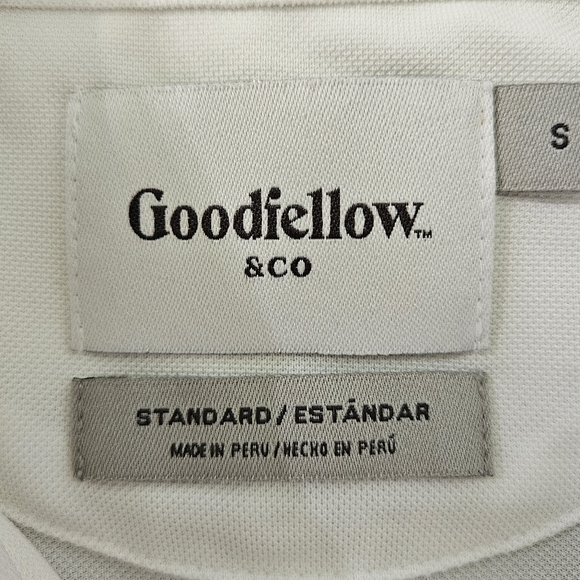 Goodfellow™
&CO
S
STANDARD/ESTÁNDAR
MADE IN PERU/HECHO EN PERÚ